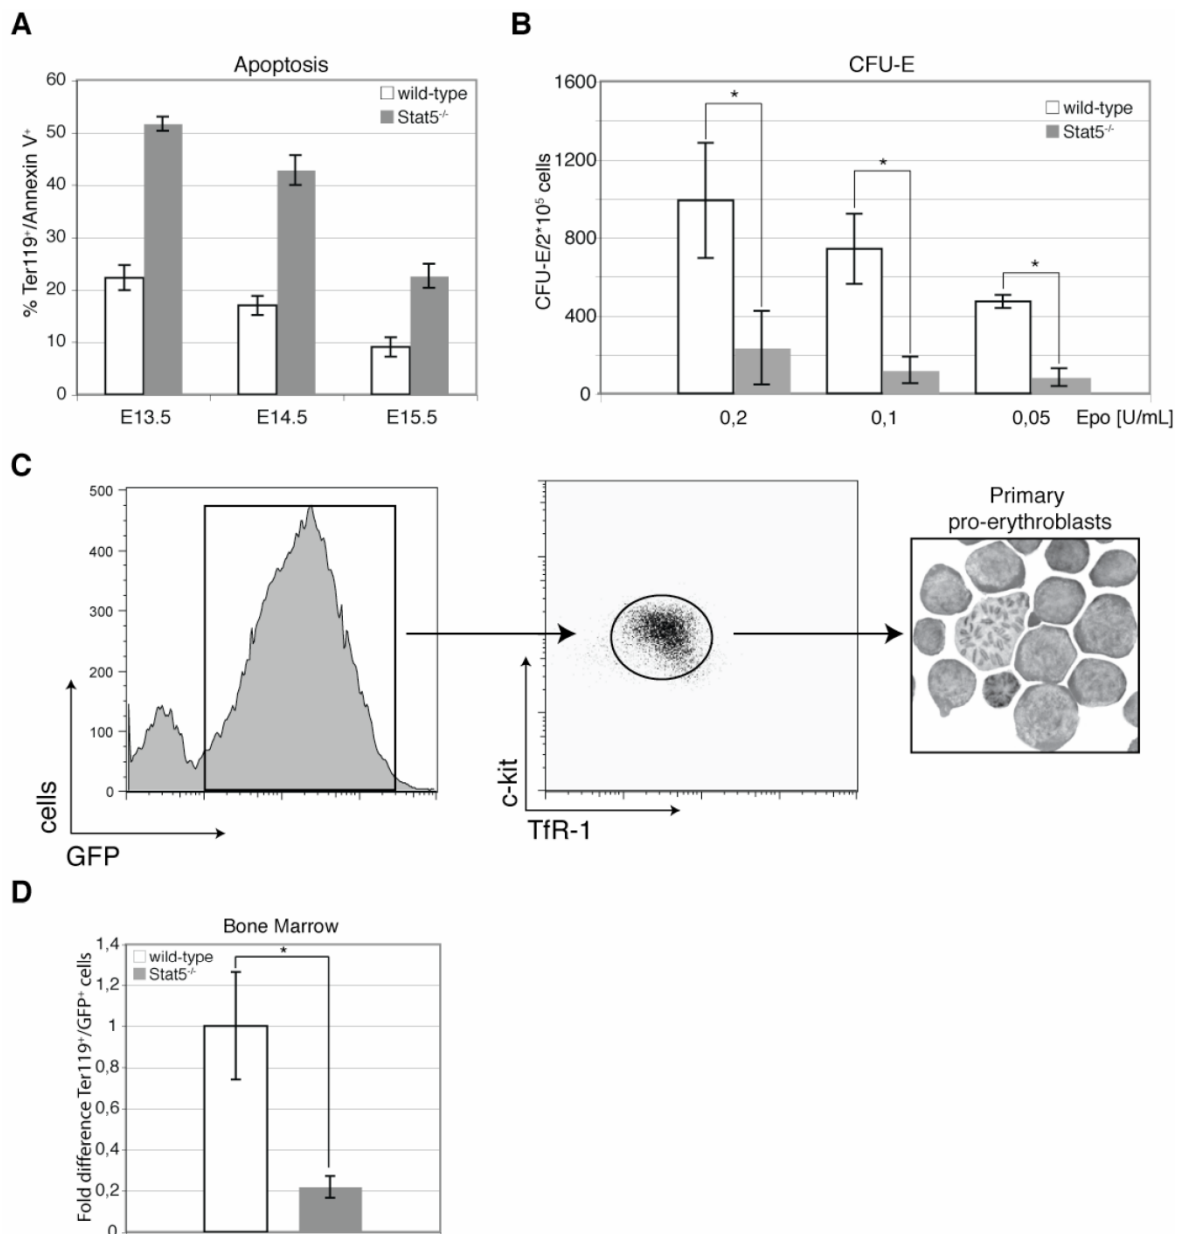 A
Apoptosis
% Ter119⁺/Annexin V⁺
60
50
40
30
20
10
0
wild-type
Stat5⁻/⁻
E13.5 E14.5 E15.5
B
CFU-E
CFU-E/2*10⁵ cells
1600
1200
800
400
0
wild-type
Stat5⁻/⁻
*
*
*
0,2 0,1 0,05 Epo [U/mL]
C
500
400
300
200
100
0
cells
GFP
c-kit
TfR-1
Primary
pro-erythroblasts
D
Bone Marrow
Fold difference Ter119⁺/GFP⁺ cells
1,4
1,2
1
0,8
0,6
0,4
0,2
0
wild-type
Stat5⁻/⁻
*